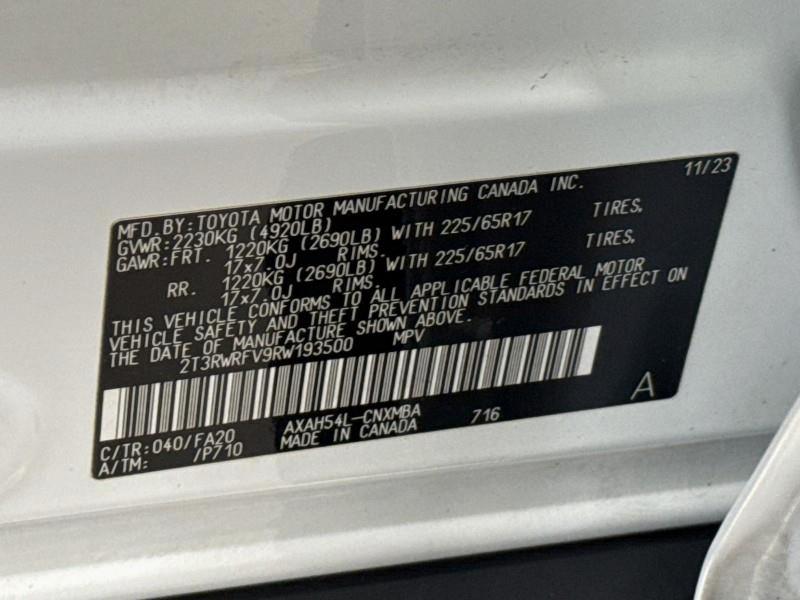 11/23
MFD.BY:TOYOTA MOTOR MANUFACTURING CANADA INC.
GVWR:2230KG (4920LB)
GAWR:FRT. 1220KG (2690LB) WITH 225/65R17 TIRES,
17x7.0J RIMS.
RR. 1220KG (2690LB) WITH 225/65R17 TIRES,
17x7.0J RIMS.
THIS VEHICLE CONFORMS TO ALL APPLICABLE FEDERAL MOTOR
VEHICLE SAFETY AND THEFT PREVENTION STANDARDS IN EFFECT ON
THE DATE OF MANUFACTURE SHOWN ABOVE.
2T3RWRFV9RW193500 MPV
C/TR:040/FA20 AXAH54L-CNXMBA 716 A
A/TM: /P710 MADE IN CANADA